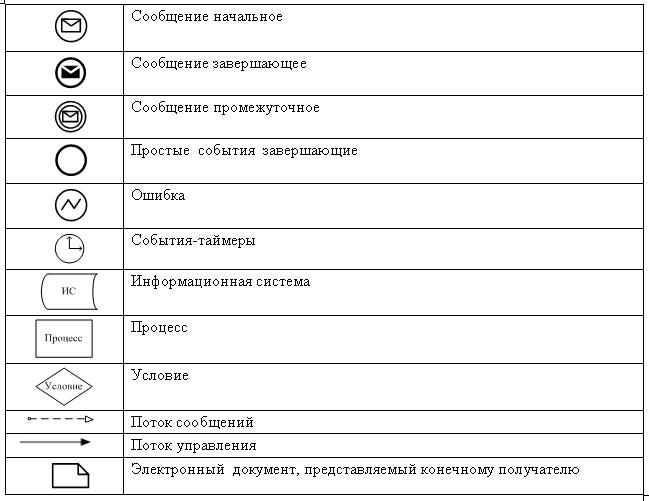 Сообщение начальное
Сообщение завершающее
Сообщение промежуточное
Простые события завершающие
Ошибка
События-таймеры
ИС
Информационная система
Процесс
Процесс
Условие
Условие
Поток сообщений
Поток управления
Электронный документ, представляемый конечному получателю